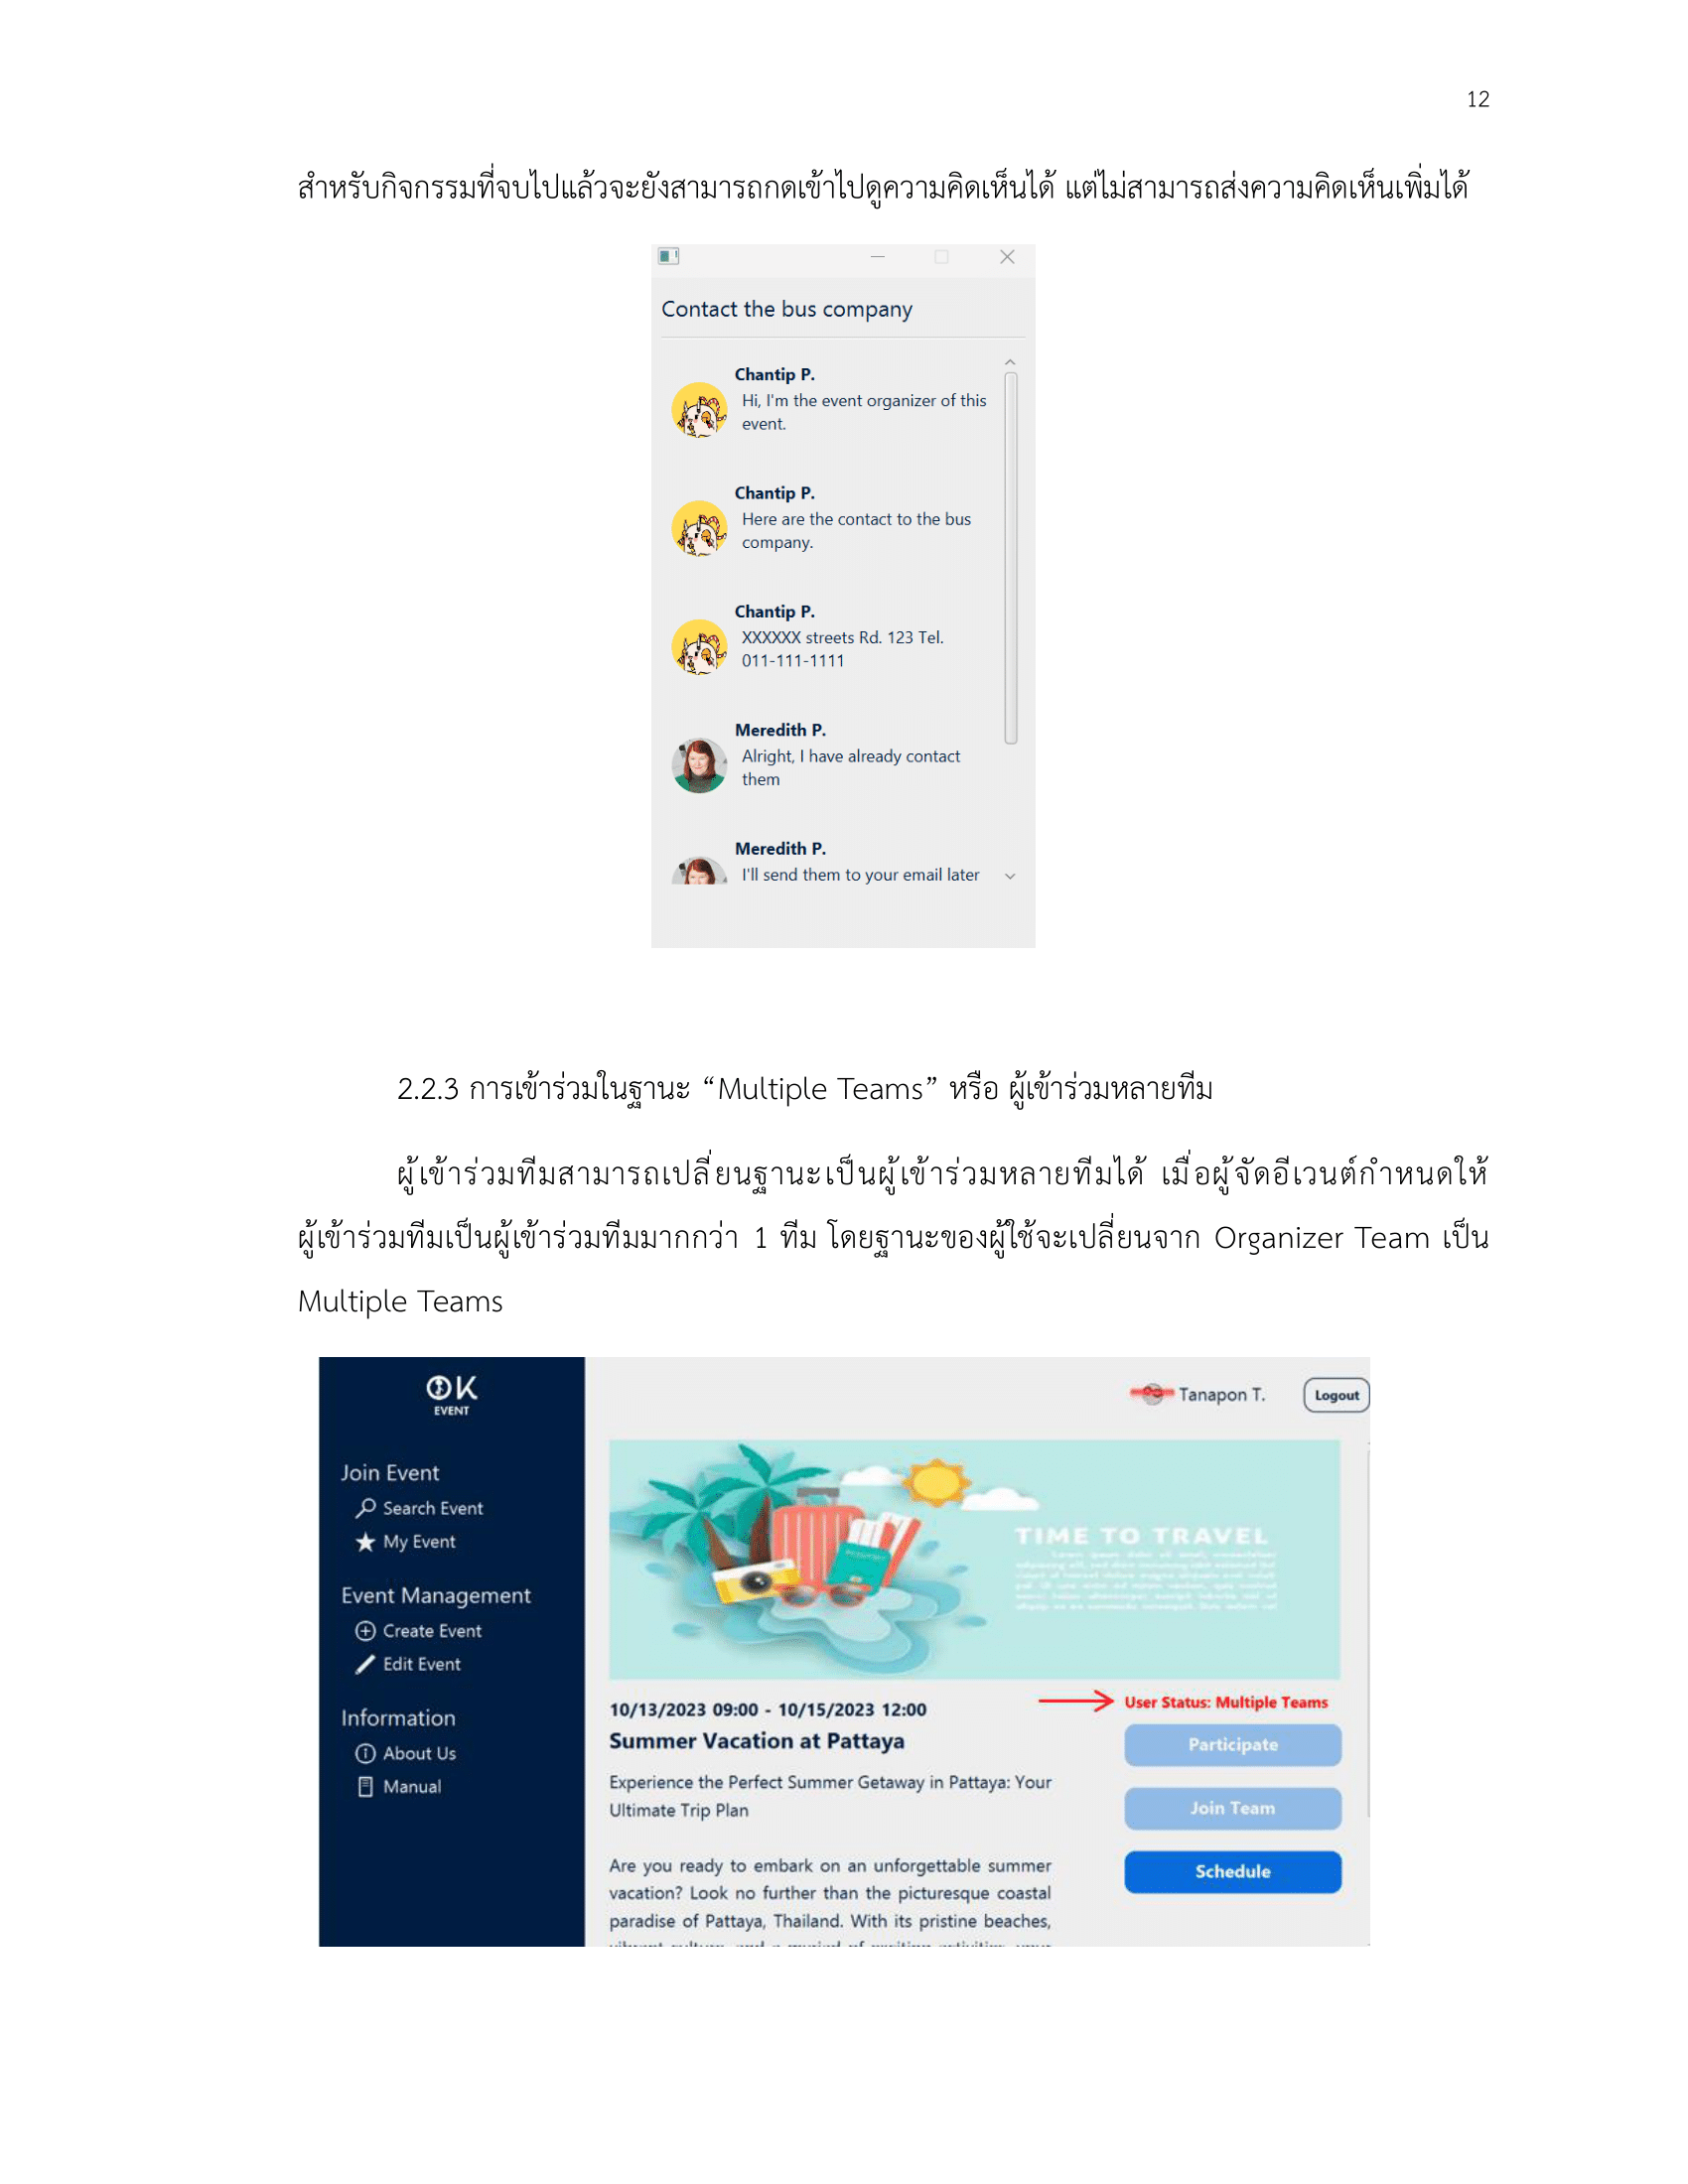 12
สำหรับกิจกรรมที่จบไปแล้วจะยังสามารถกดเข้าไปดูความคิดเห็นได้ แต่ไม่สามารถส่งความคิดเห็นเพิ่มได้
Contact the bus company
Chantip P.
Hi, I'm the event organizer of this
event.
Chantip P.
Here are the contact to the bus
company.
Chantip P.
XXXXXX streets Rd. 123 Tel.
011-111-1111
Meredith P.
Alright, I have already contact
them
Meredith P.
I'll send them to your email later
2.2.3 การเข้าร่วมในฐานะ “Multiple Teams” หรือ ผู้เข้าร่วมหลายทีม
ผู้เข้าร่วมทีมสามารถเปลี่ยนฐานะเป็นผู้เข้าร่วมหลายทีมได้ เมื่อผู้จัดอีเวนต์กำหนดให้
ผู้เข้าร่วมทีมเป็นผู้เข้าร่วมทีมมากกว่า 1 ทีม โดยฐานะของผู้ใช้จะเปลี่ยนจาก Organizer Team เป็น
Multiple Teams
OK
EVENT
Join Event
Search Event
My Event
Event Management
Create Event
Edit Event
Information
About Us
Manual
Tanapon T.
Logout
TIME TO TRAVEL
10/13/2023 09:00 - 10/15/2023 12:00
Summer Vacation at Pattaya
Experience the Perfect Summer Getaway in Pattaya: Your
Ultimate Trip Plan
Are you ready to embark on an unforgettable summer
vacation? Look no further than the picturesque coastal
paradise of Pattaya, Thailand. With its pristine beaches,
User Status: Multiple Teams
Participate
Join Team
Schedule